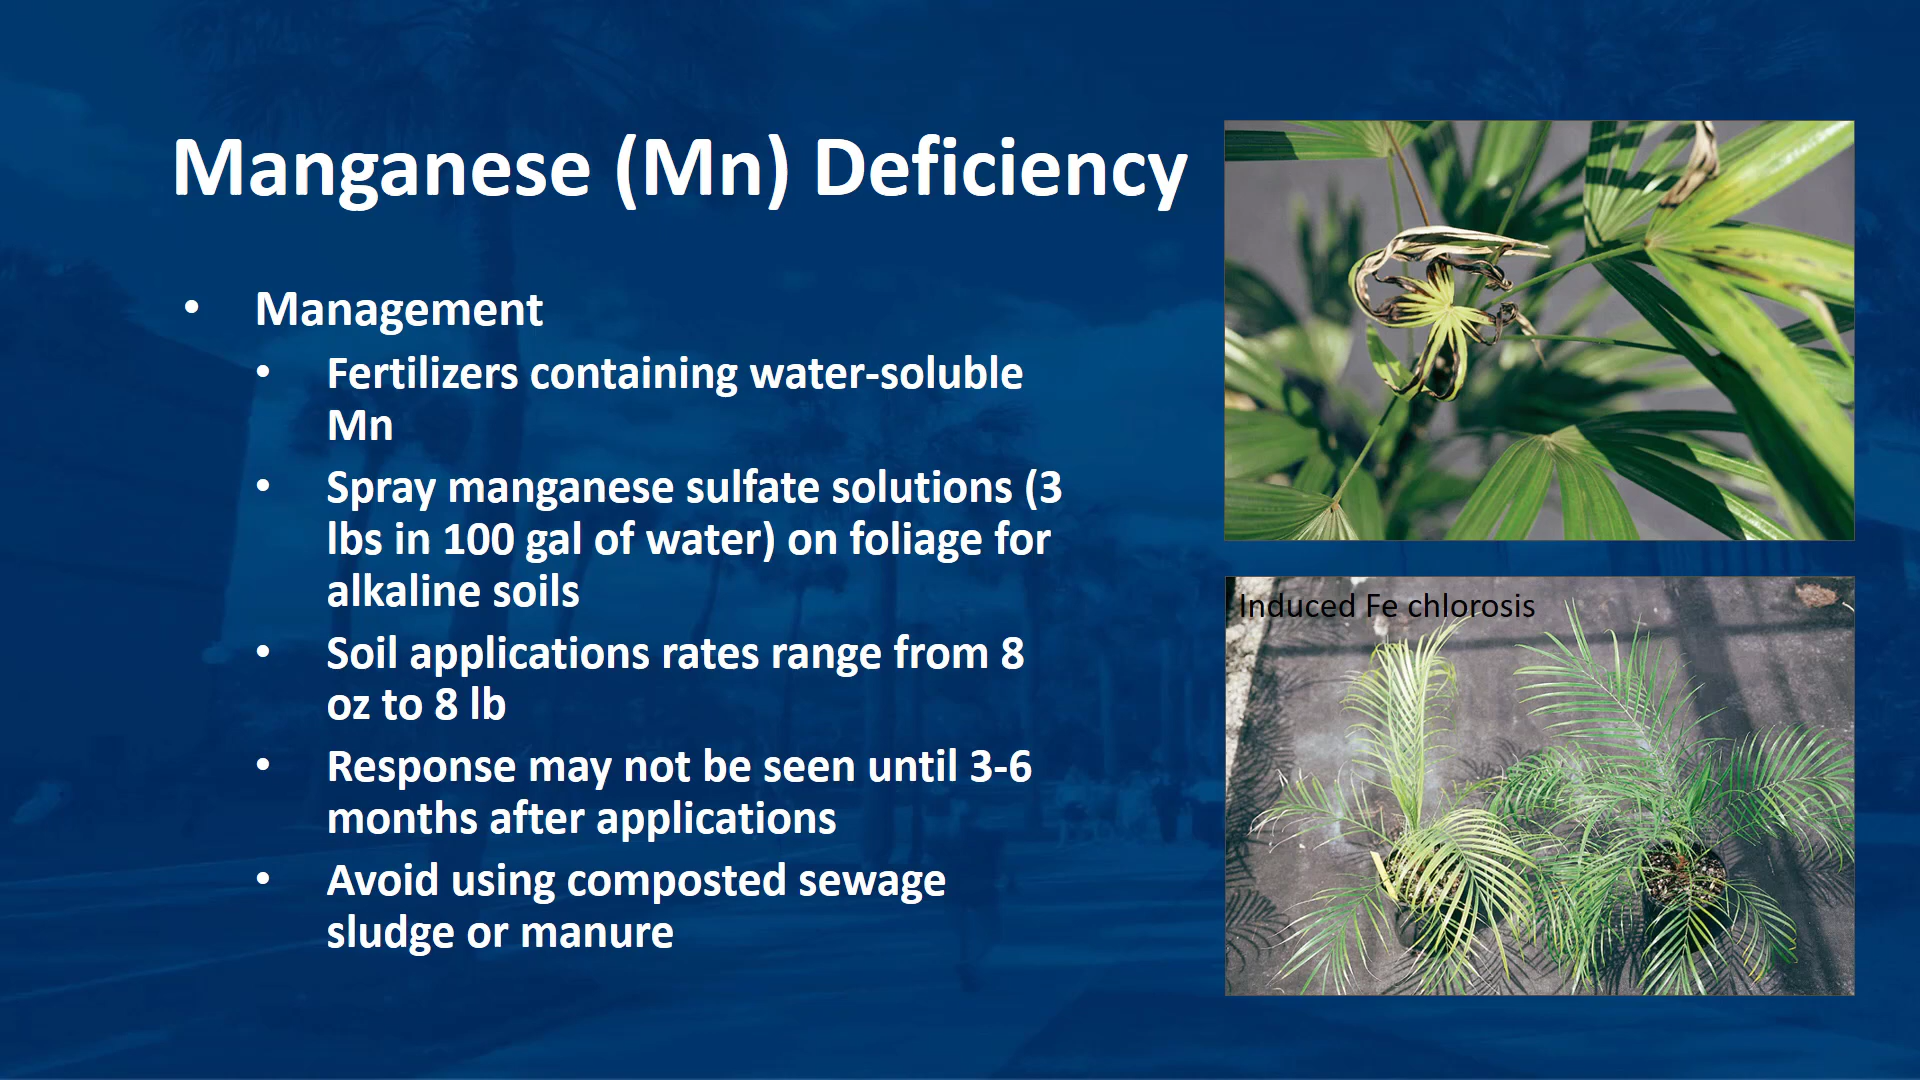 Manganese (Mn) Deficiency
• Management
• Fertilizers containing water-soluble
Mn
• Spray manganese sulfate solutions (3
lbs in 100 gal of water) on foliage for
alkaline soils
• Soil applications rates range from 8
oz to 8 lb
• Response may not be seen until 3-6
months after applications
• Avoid using composted sewage
sludge or manure
Induced Fe chlorosis